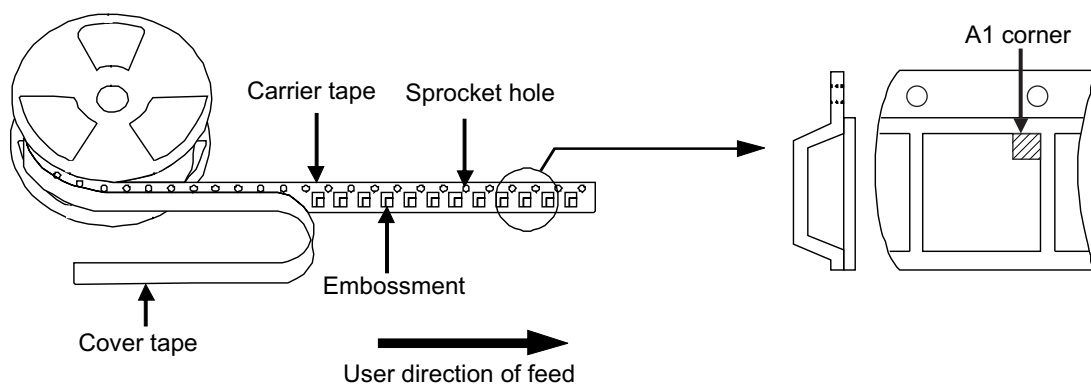 A1 corner
Carrier tape
Sprocket hole
Embossment
Cover tape
User direction of feed